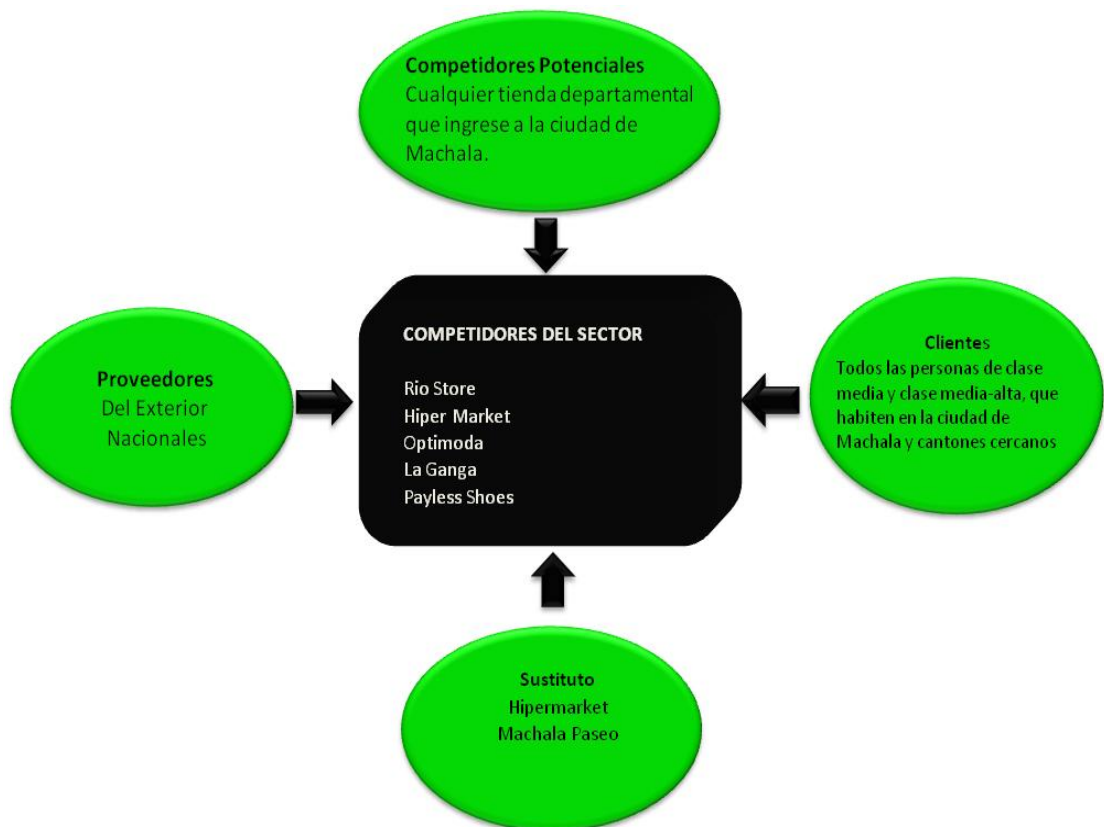 Competidores Potenciales
Cualquier tienda departamental
que ingrese a la ciudad de
Machala.
Proveedores
Del Exterior
Nacionales
COMPETIDORES DEL SECTOR
Rio Store
Hiper Market
Optimoda
La Ganga
Payless Shoes
Clientes
Todos las personas de clase
media y clase media-alta, que
habiten en la ciudad de
Machala y cantones cercanos
Sustituto
Hipermarket
Machala Paseo